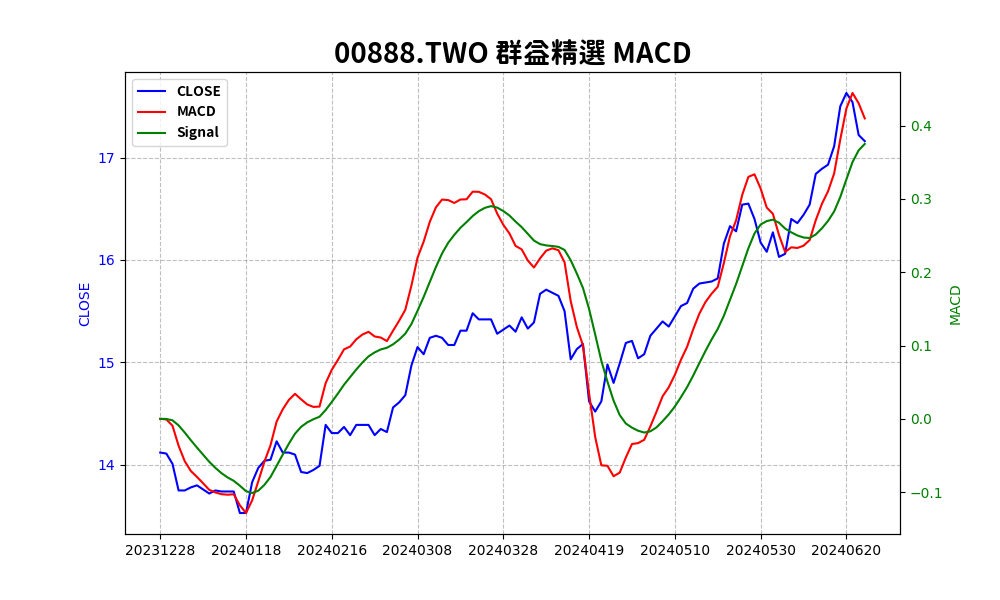 00888.TWO 群益精選 MACD
CLOSE
MACD
Signal
17
16
15
14
CLOSE
0.4
0.3
0.2
0.1
0.0
−0.1
MACD
20231228 20240118 20240216 20240308 20240328 20240419 20240510 20240530 20240620